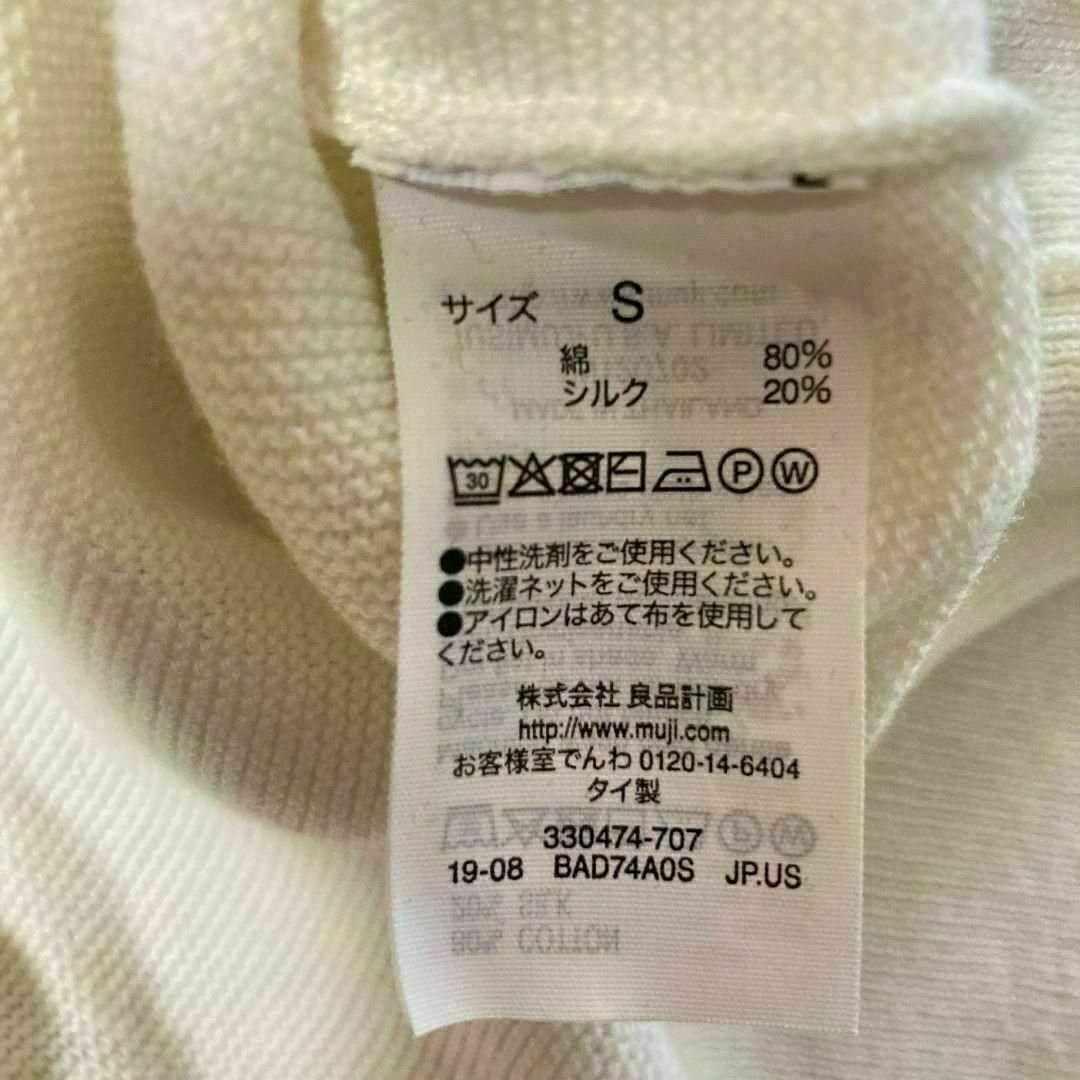 サイズ S
綿 80%
シルク 20%
30 P W
●中性洗剤をご使用ください。
●洗濯ネットをご使用ください。
●アイロンはあて布を使用して
ください。
株式会社 良品計画
http://www.muji.com
お客様室でんわ 0120-14-6404
タイ製
330474-707
19-08 BAD74A0S JP.US